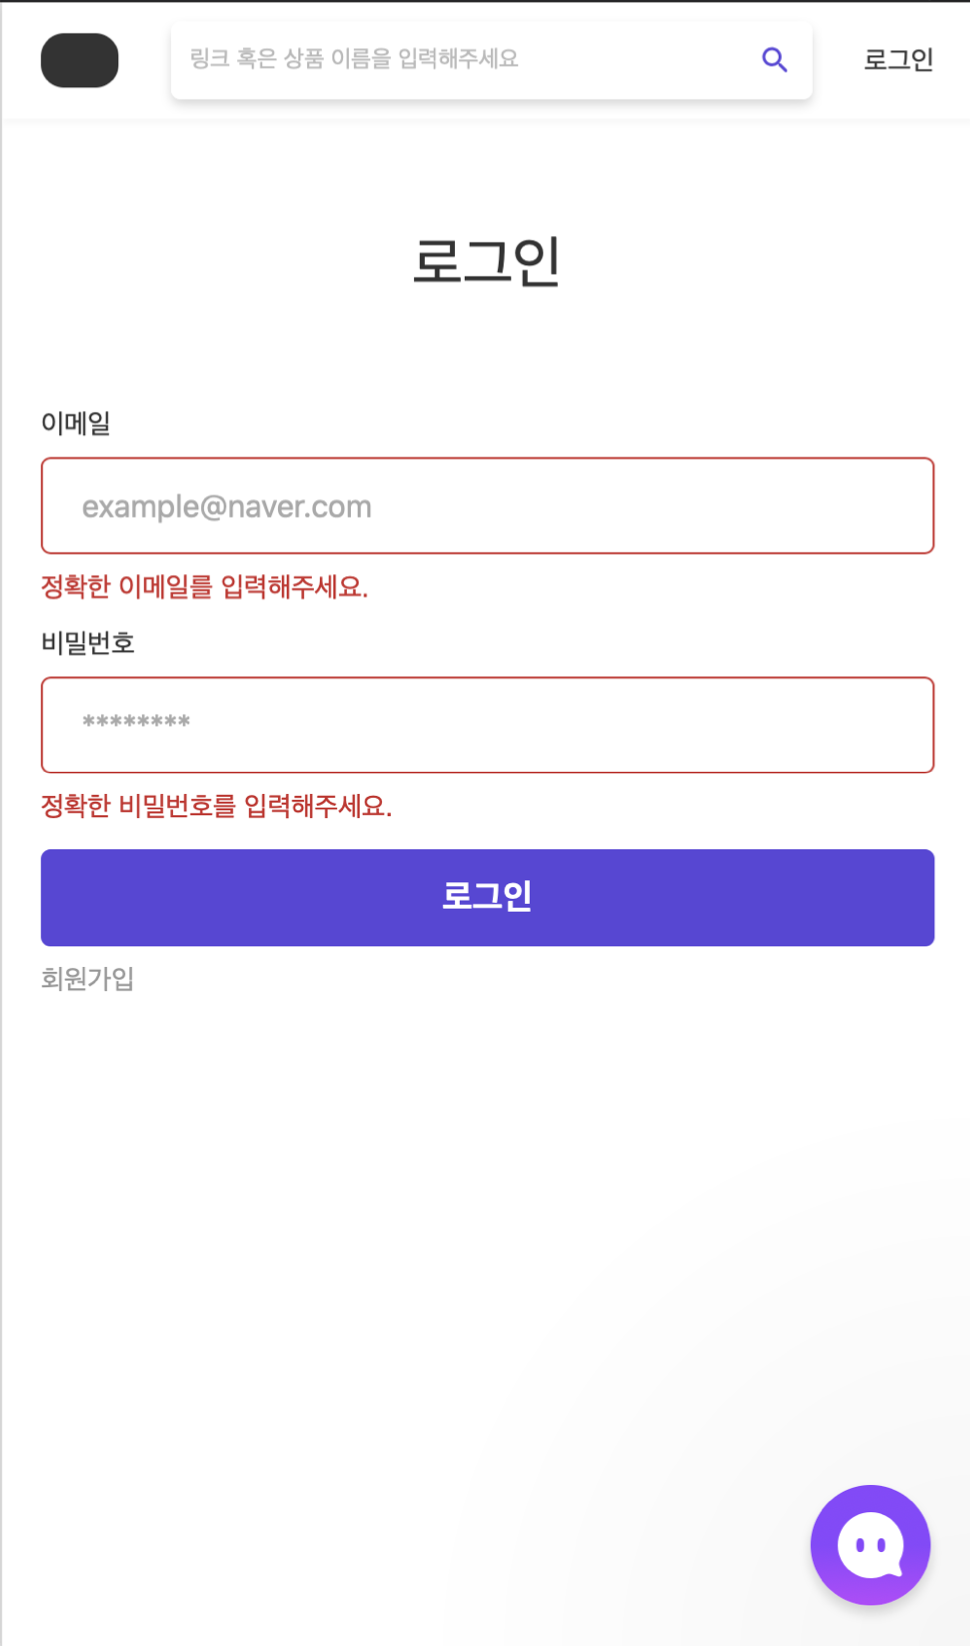 링크 혹은 상품 이름을 입력해주세요
로그인
로그인
이메일
example@naver.com
정확한 이메일를 입력해주세요.
비밀번호
********
정확한 비밀번호를 입력해주세요.
로그인
회원가입